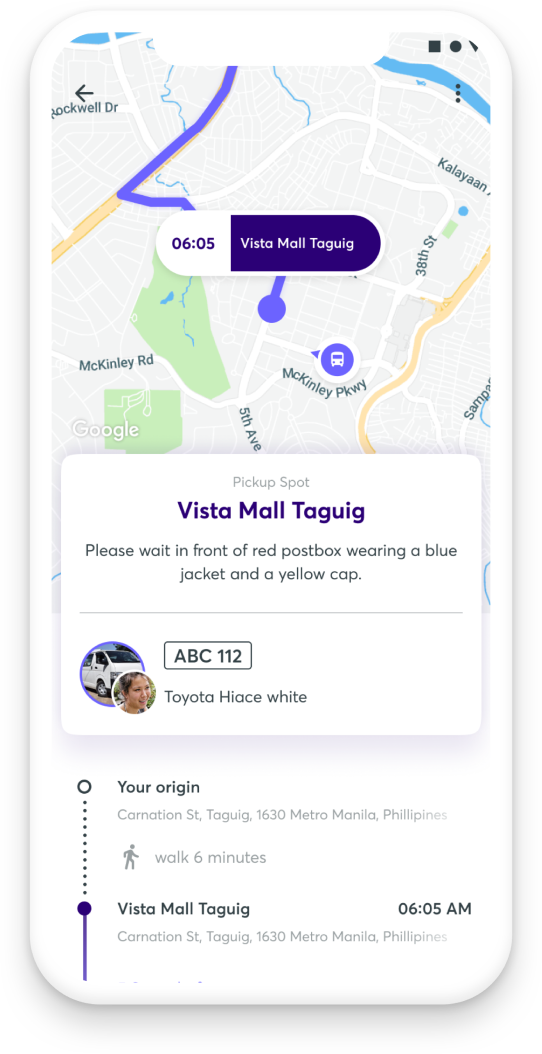 Rockwell Dr
Kalayaan
06:05
Vista Mall Taguig
38th St
McKinley Rd
McKinley Pkwy
5th Ave
Google
Pickup Spot
Vista Mall Taguig
Please wait in front of red postbox wearing a blue
jacket and a yellow cap.
ABC 112
Toyota Hiace white
Your origin
Carnation St, Taguig, 1630 Metro Manila, Phillipines
walk 6 minutes
Vista Mall Taguig
06:05 AM
Carnation St, Taguig, 1630 Metro Manila, Phillipines